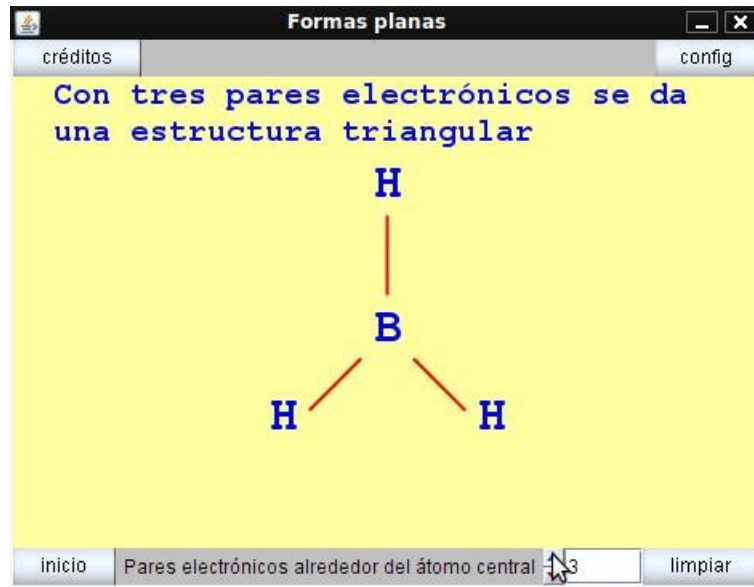 Formas planas
créditos
config
Con tres pares electrónicos se da
una estructura triangular
H
B
H H
inicio
Pares electrónicos alrededor del átomo central
3
limpiar